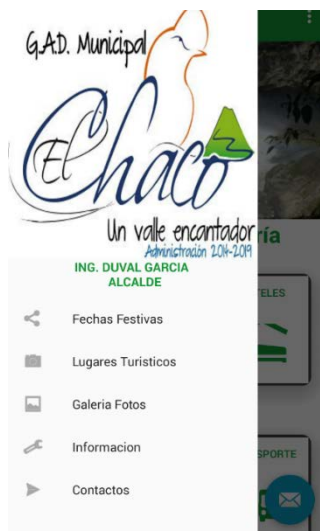 G.A.D. Municipal
El Chaco
Un valle encantador
Administración 2014-2019
ING. DUVAL GARCIA
ALCALDE
Fechas Festivas
Lugares Turisticos
Galeria Fotos
Informacion
Contactos
ría
TELES
SPORTE